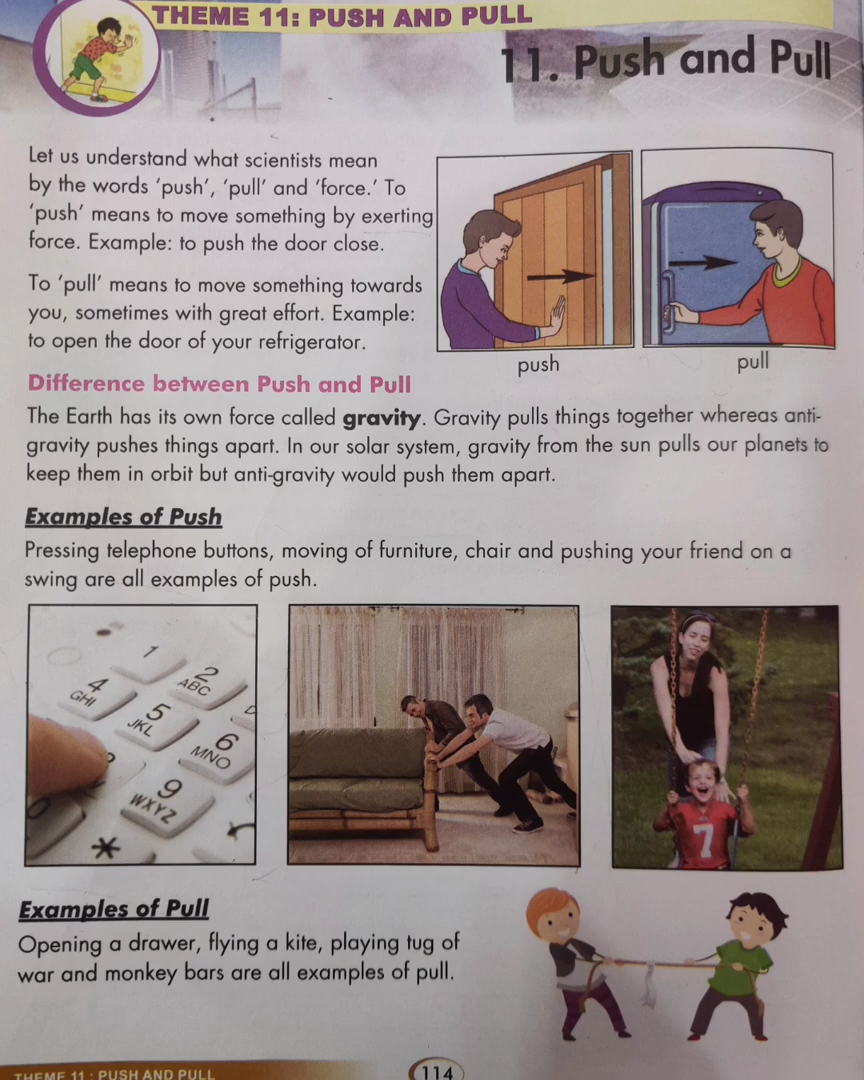 THEME 11: PUSH AND PULL
11. Push and Pull
Let us understand what scientists mean
by the words ‘push’, ‘pull’ and ‘force.’ To
‘push’ means to move something by exerting
force. Example: to push the door close.
To ‘pull’ means to move something towards
you, sometimes with great effort. Example:
to open the door of your refrigerator.
push
pull
Difference between Push and Pull
The Earth has its own force called gravity. Gravity pulls things together whereas anti-
gravity pushes things apart. In our solar system, gravity from the sun pulls our planets to
keep them in orbit but anti-gravity would push them apart.
Examples of Push
Pressing telephone buttons, moving of furniture, chair and pushing your friend on a
swing are all examples of push.
1
2
ABC
4
GHI
5
JKL
6
MNO
9
WXYZ
*
7
Examples of Pull
Opening a drawer, flying a kite, playing tug of
war and monkey bars are all examples of pull.
THEME 11 : PUSH AND PULL
114